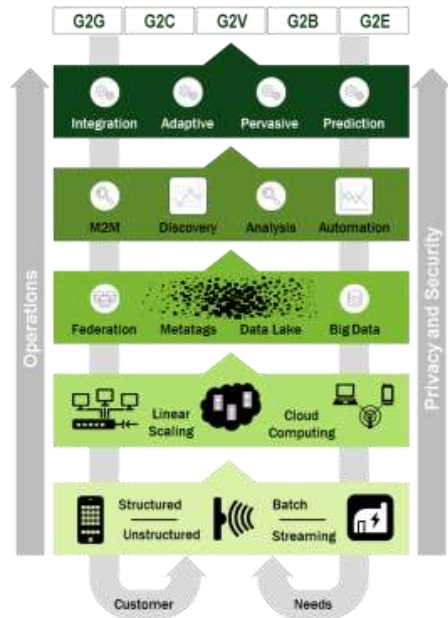 G2G G2C G2V G2B G2E
Integration Adaptive Pervasive Prediction
M2M Discovery Analysis Automation
Federation Metatags Data Lake Big Data
Linear Scaling
Cloud Computing
Structured
Unstructured
Batch
Streaming
Customer Needs
Operations
Privacy and Security